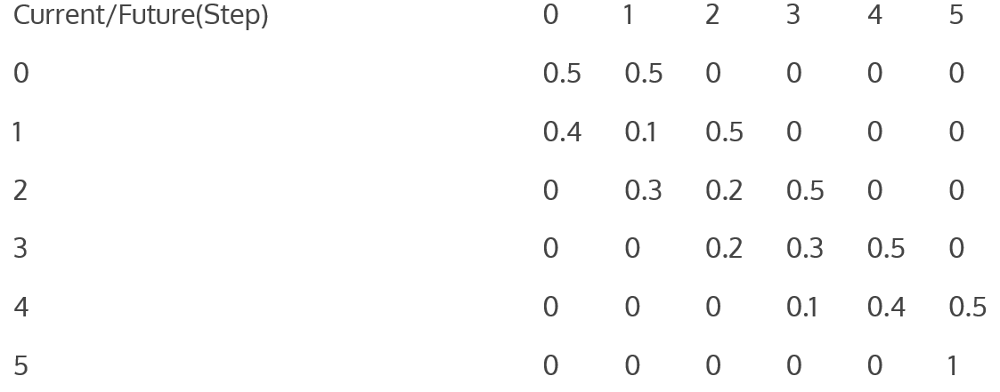 Current/Future(Step) 0 1 2 3 4 5
0 0.5 0.5 0 0 0 0
1 0.4 0.1 0.5 0 0 0
2 0 0.3 0.2 0.5 0 0
3 0 0 0.2 0.3 0.5 0
4 0 0 0 0.1 0.4 0.5
5 0 0 0 0 0 1